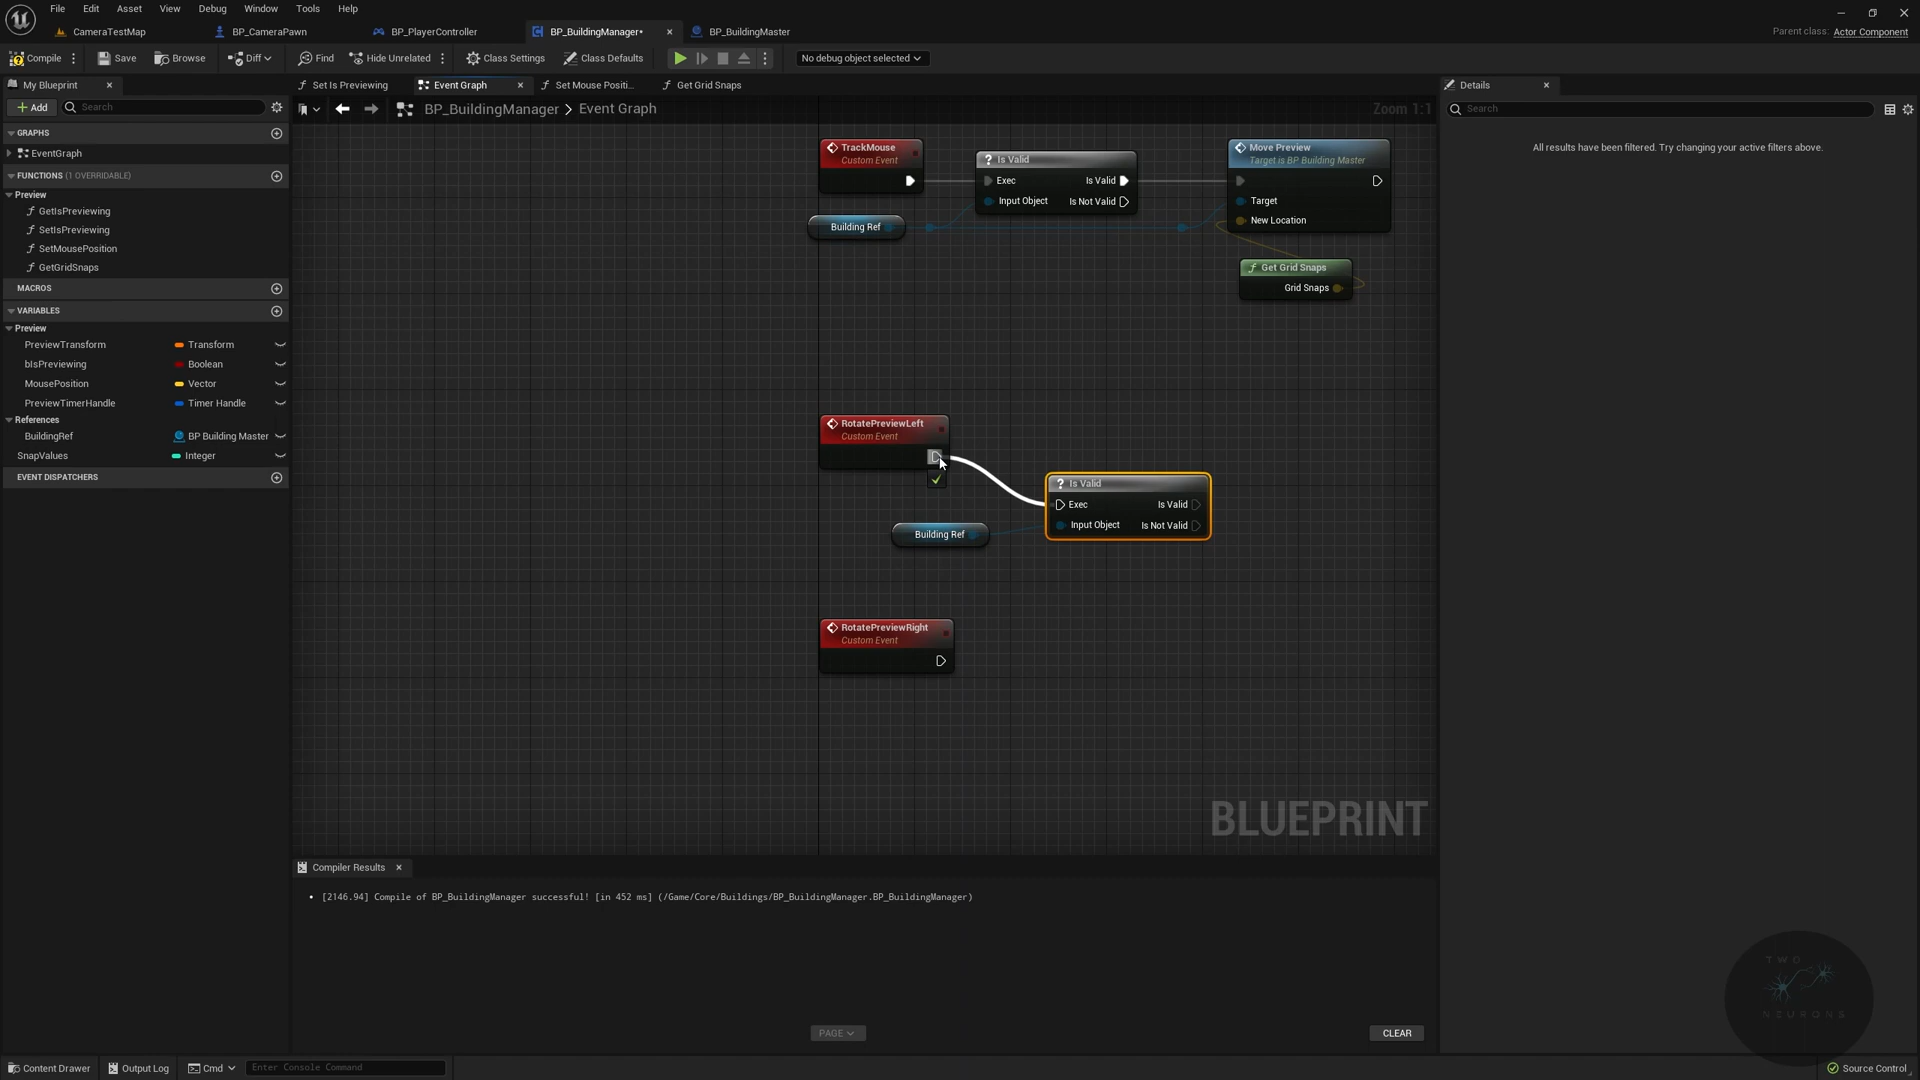 File Edit Asset View Debug Window Tools Help
CameraTestMap BP_CameraPawn BP_PlayerController BP_BuildingManager• BP_BuildingMaster
Parent class: Actor Component
Compile Save Browse Diff Find Hide Unrelated Class Settings Class Defaults No debug object selected
My Blueprint
Set Is Previewing Event Graph Set Mouse Positi... Get Grid Snaps
Details
Add Search
BP_BuildingManager > Event Graph
Zoom 1:1
Search
All results have been filtered. Try changing your active filters above.
GRAPHS
EventGraph
FUNCTIONS (1 OVERRIDABLE)
Preview
GetIsPreviewing
SetIsPreviewing
SetMousePosition
GetGridSnaps
MACROS
VARIABLES
Preview
PreviewTransform Transform
bIsPreviewing Boolean
MousePosition Vector
PreviewTimerHandle Timer Handle
References
BuildingRef BP Building Master
SnapValues Integer
EVENT DISPATCHERS
TrackMouse
Custom Event
Is Valid
Exec Is Valid
Input Object Is Not Valid
Building Ref
Move Preview
Target is BP Building Master
Target
New Location
Get Grid Snaps
Grid Snaps
RotatePreviewLeft
Custom Event
Is Valid
Exec Is Valid
Input Object Is Not Valid
Building Ref
RotatePreviewRight
Custom Event
BLUEPRINT
Compiler Results
• [2146.94] Compile of BP_BuildingManager successful! [in 452 ms] (/Game/Core/Buildings/BP_BuildingManager.BP_BuildingManager)
PAGE
CLEAR
TWO
NEURONS
Content Drawer Output Log Cmd Enter Console Command
Source Control